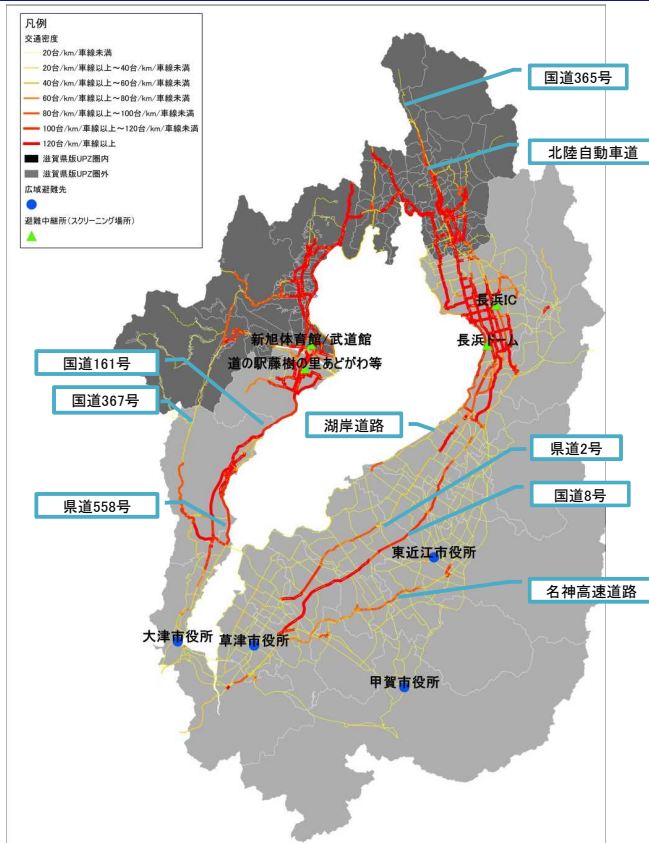 凡例
交通密度
20台/km/車線未満
20台/km/車線以上～40台/km/車線未満
40台/km/車線以上～60台/km/車線未満
60台/km/車線以上～80台/km/車線未満
80台/km/車線以上～100台/km/車線未満
100台/km/車線以上～120台/km/車線未満
120台/km/車線以上
滋賀県版UPZ圏内
滋賀県版UPZ圏外
広域避難先
避難中継所(スクリーニング場所)
国道365号
北陸自動車道
長浜IC
長浜ドーム
新旭体育館/武道館
道の駅藤樹の里あどがわ等
国道161号
国道367号
湖岸道路
県道2号
国道8号
県道558号
東近江市役所
名神高速道路
大津市役所
草津市役所
甲賀市役所